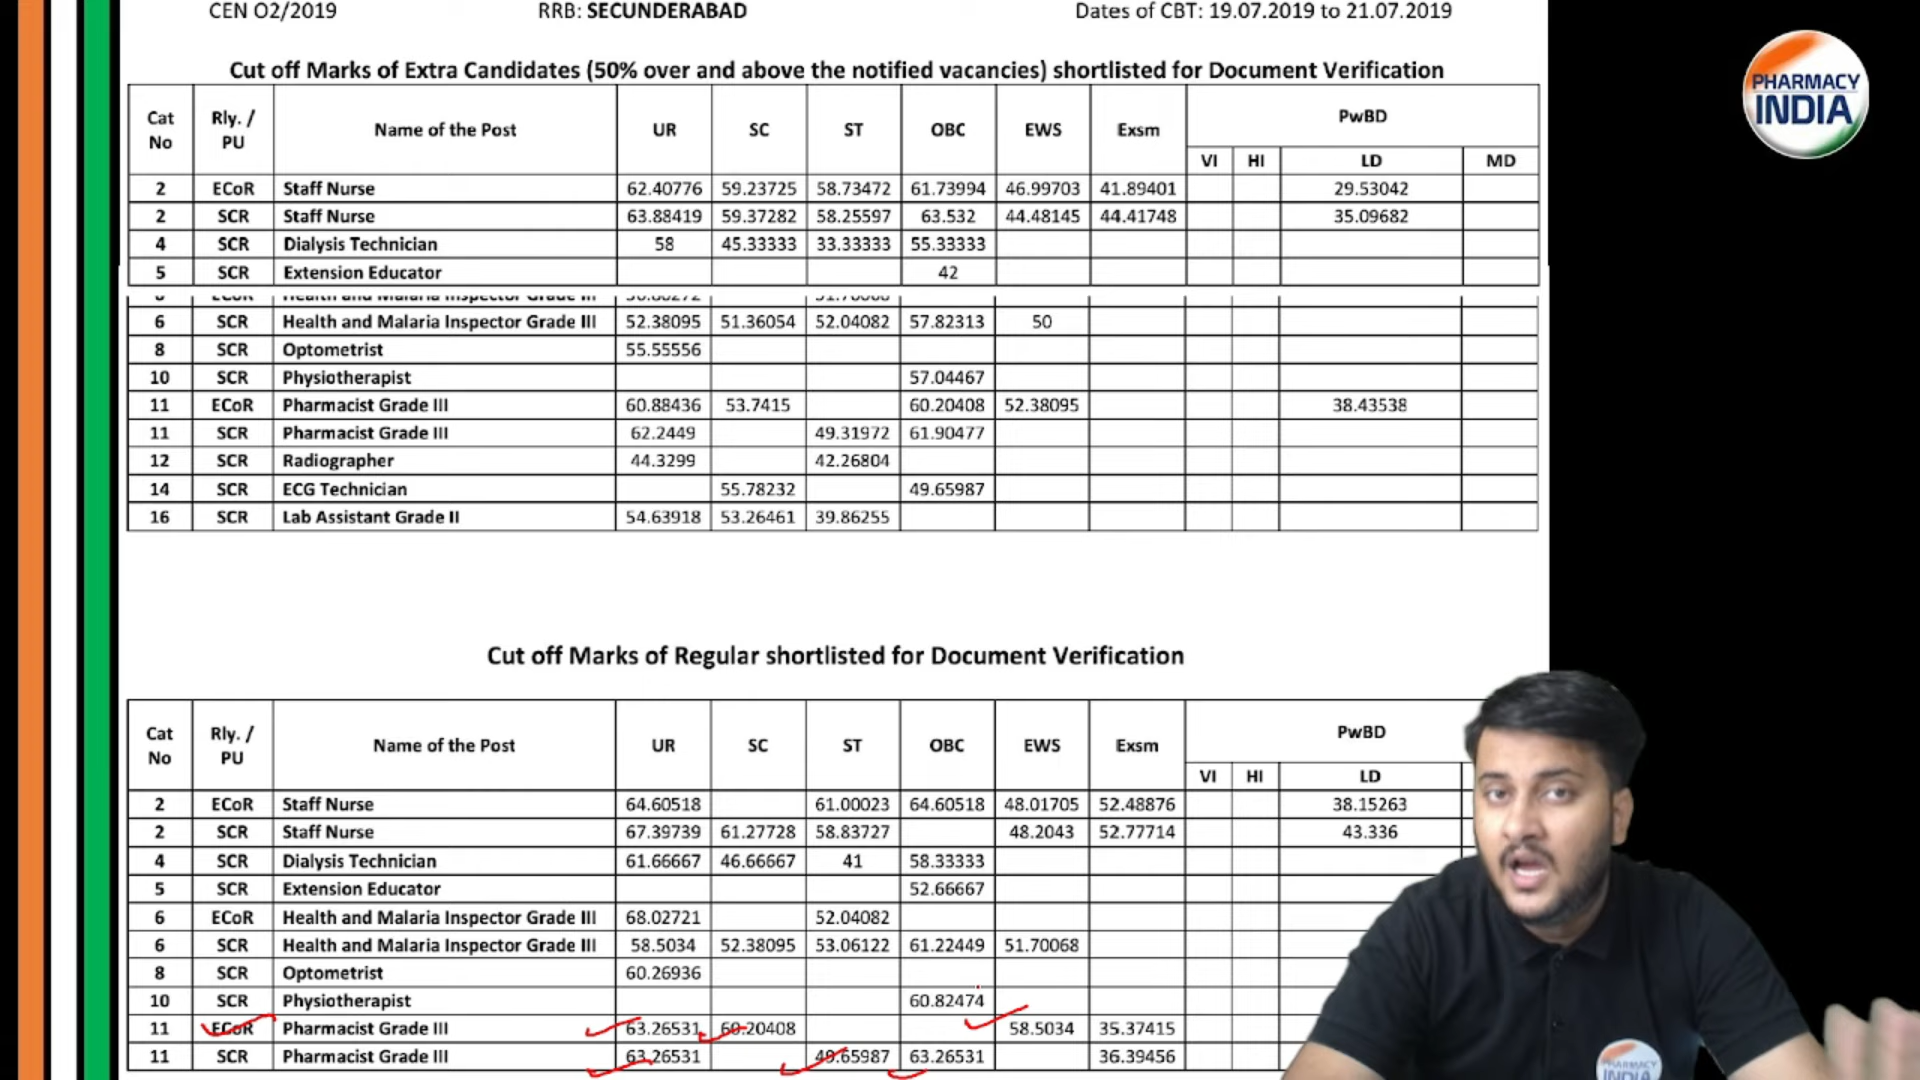 CEN O2/2019 RRB: SECUNDERABAD Dates of CBT: 19.07.2019 to 21.07.2019
PHARMACY
INDIA
Cut off Marks of Extra Candidates (50% over and above the notified vacancies) shortlisted for Document Verification
Cat No Rly. / PU Name of the Post UR SC ST OBC EWS Exsm PwBD
VI HI LD MD
2 ECoR Staff Nurse 62.40776 59.23725 58.73472 61.73994 46.99703 41.89401 29.53042
2 SCR Staff Nurse 63.88419 59.37282 58.25597 63.532 44.48145 44.41748 35.09682
4 SCR Dialysis Technician 58 45.33333 33.33333 55.33333
5 SCR Extension Educator 42
Health and Malaria Inspector Grade III
6 SCR Health and Malaria Inspector Grade III 52.38095 51.36054 52.04082 57.82313 50
8 SCR Optometrist 55.55556
10 SCR Physiotherapist 57.04467
11 ECoR Pharmacist Grade III 60.88436 53.7415 60.20408 52.38095 38.43538
11 SCR Pharmacist Grade III 62.2449 49.31972 61.90477
12 SCR Radiographer 44.3299 42.26804
14 SCR ECG Technician 55.78232 49.65987
16 SCR Lab Assistant Grade II 54.63918 53.26461 39.86255
Cut off Marks of Regular shortlisted for Document Verification
Cat No Rly. / PU Name of the Post UR SC ST OBC EWS Exsm PwBD
VI HI LD
2 ECoR Staff Nurse 64.60518 61.00023 64.60518 48.01705 52.48876 38.15263
2 SCR Staff Nurse 67.39739 61.27728 58.83727 48.2043 52.77714 43.336
4 SCR Dialysis Technician 61.66667 46.66667 41 58.33333
5 SCR Extension Educator 52.66667
6 ECoR Health and Malaria Inspector Grade III 68.02721 52.04082
6 SCR Health and Malaria Inspector Grade III 58.5034 52.38095 53.06122 61.22449 51.70068
8 SCR Optometrist 60.26936
10 SCR Physiotherapist 60.82474
11 ECoR Pharmacist Grade III 63.26531 60.20408 58.5034 35.37415
11 SCR Pharmacist Grade III 63.26531 49.65987 63.26531 36.39456
PHARMACY
INDIA